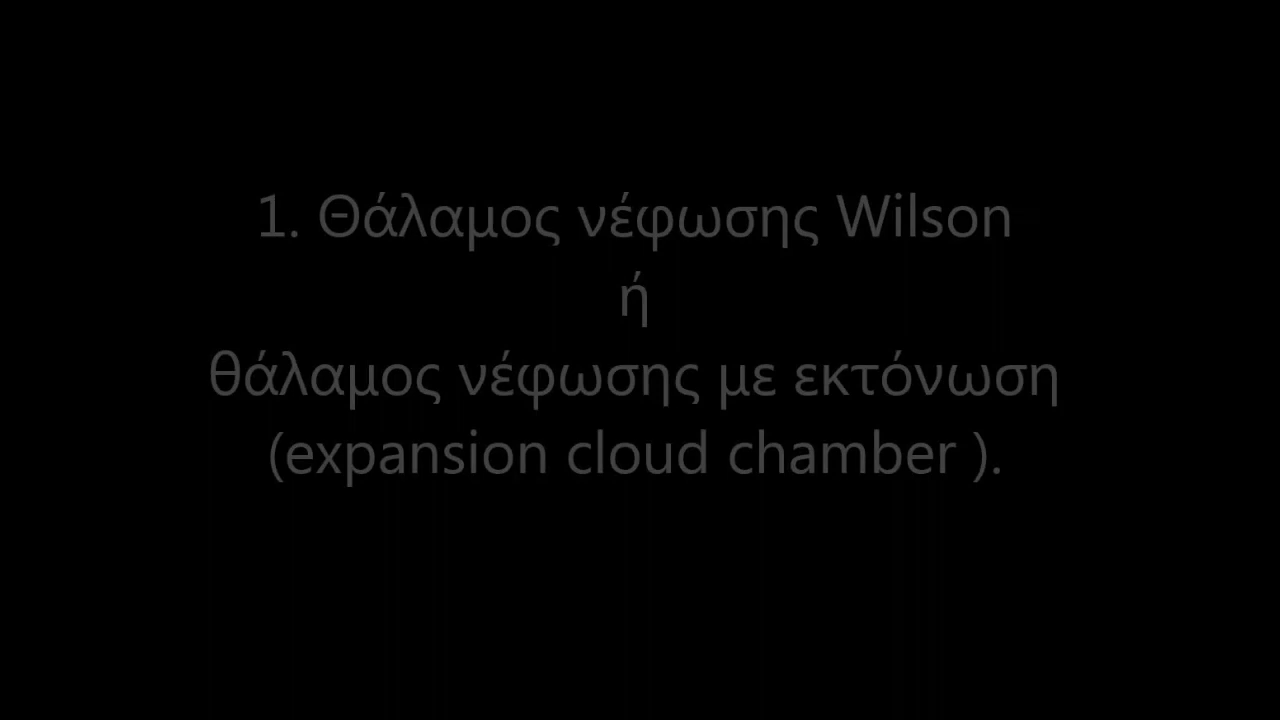 1. Θάλαμος νέφωσης Wilson
ή
θάλαμος νέφωσης με εκτόνωση
(expansion cloud chamber ).